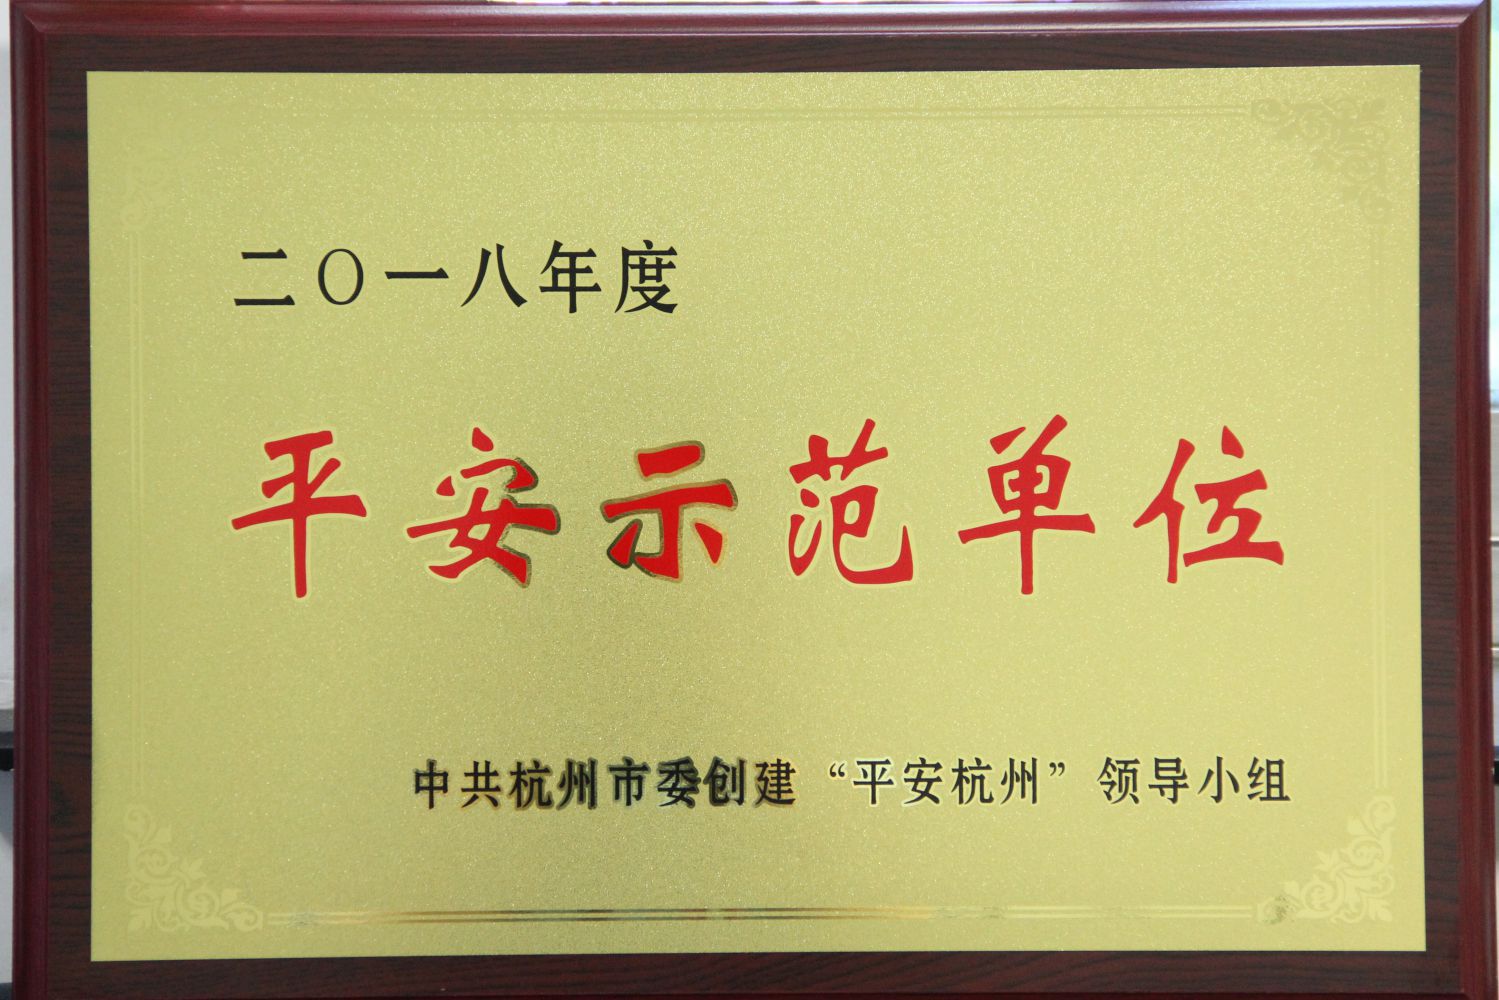 二〇一八年度
平安示范单位
中共杭州市委创建“平安杭州”领导小组